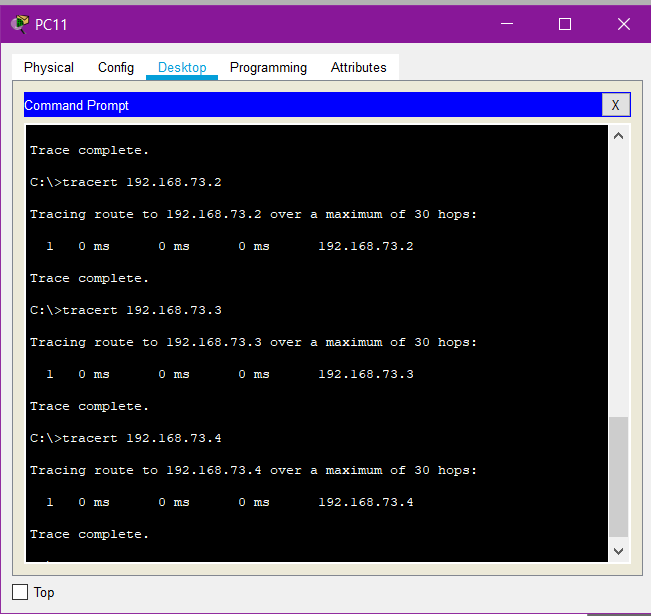 PC11
Physical Config Desktop Programming Attributes
Command Prompt X
Trace complete.
C:\>tracert 192.168.73.2
Tracing route to 192.168.73.2 over a maximum of 30 hops:
1 0 ms 0 ms 0 ms 192.168.73.2
Trace complete.
C:\>tracert 192.168.73.3
Tracing route to 192.168.73.3 over a maximum of 30 hops:
1 0 ms 0 ms 0 ms 192.168.73.3
Trace complete.
C:\>tracert 192.168.73.4
Tracing route to 192.168.73.4 over a maximum of 30 hops:
1 0 ms 0 ms 0 ms 192.168.73.4
Trace complete.
Top